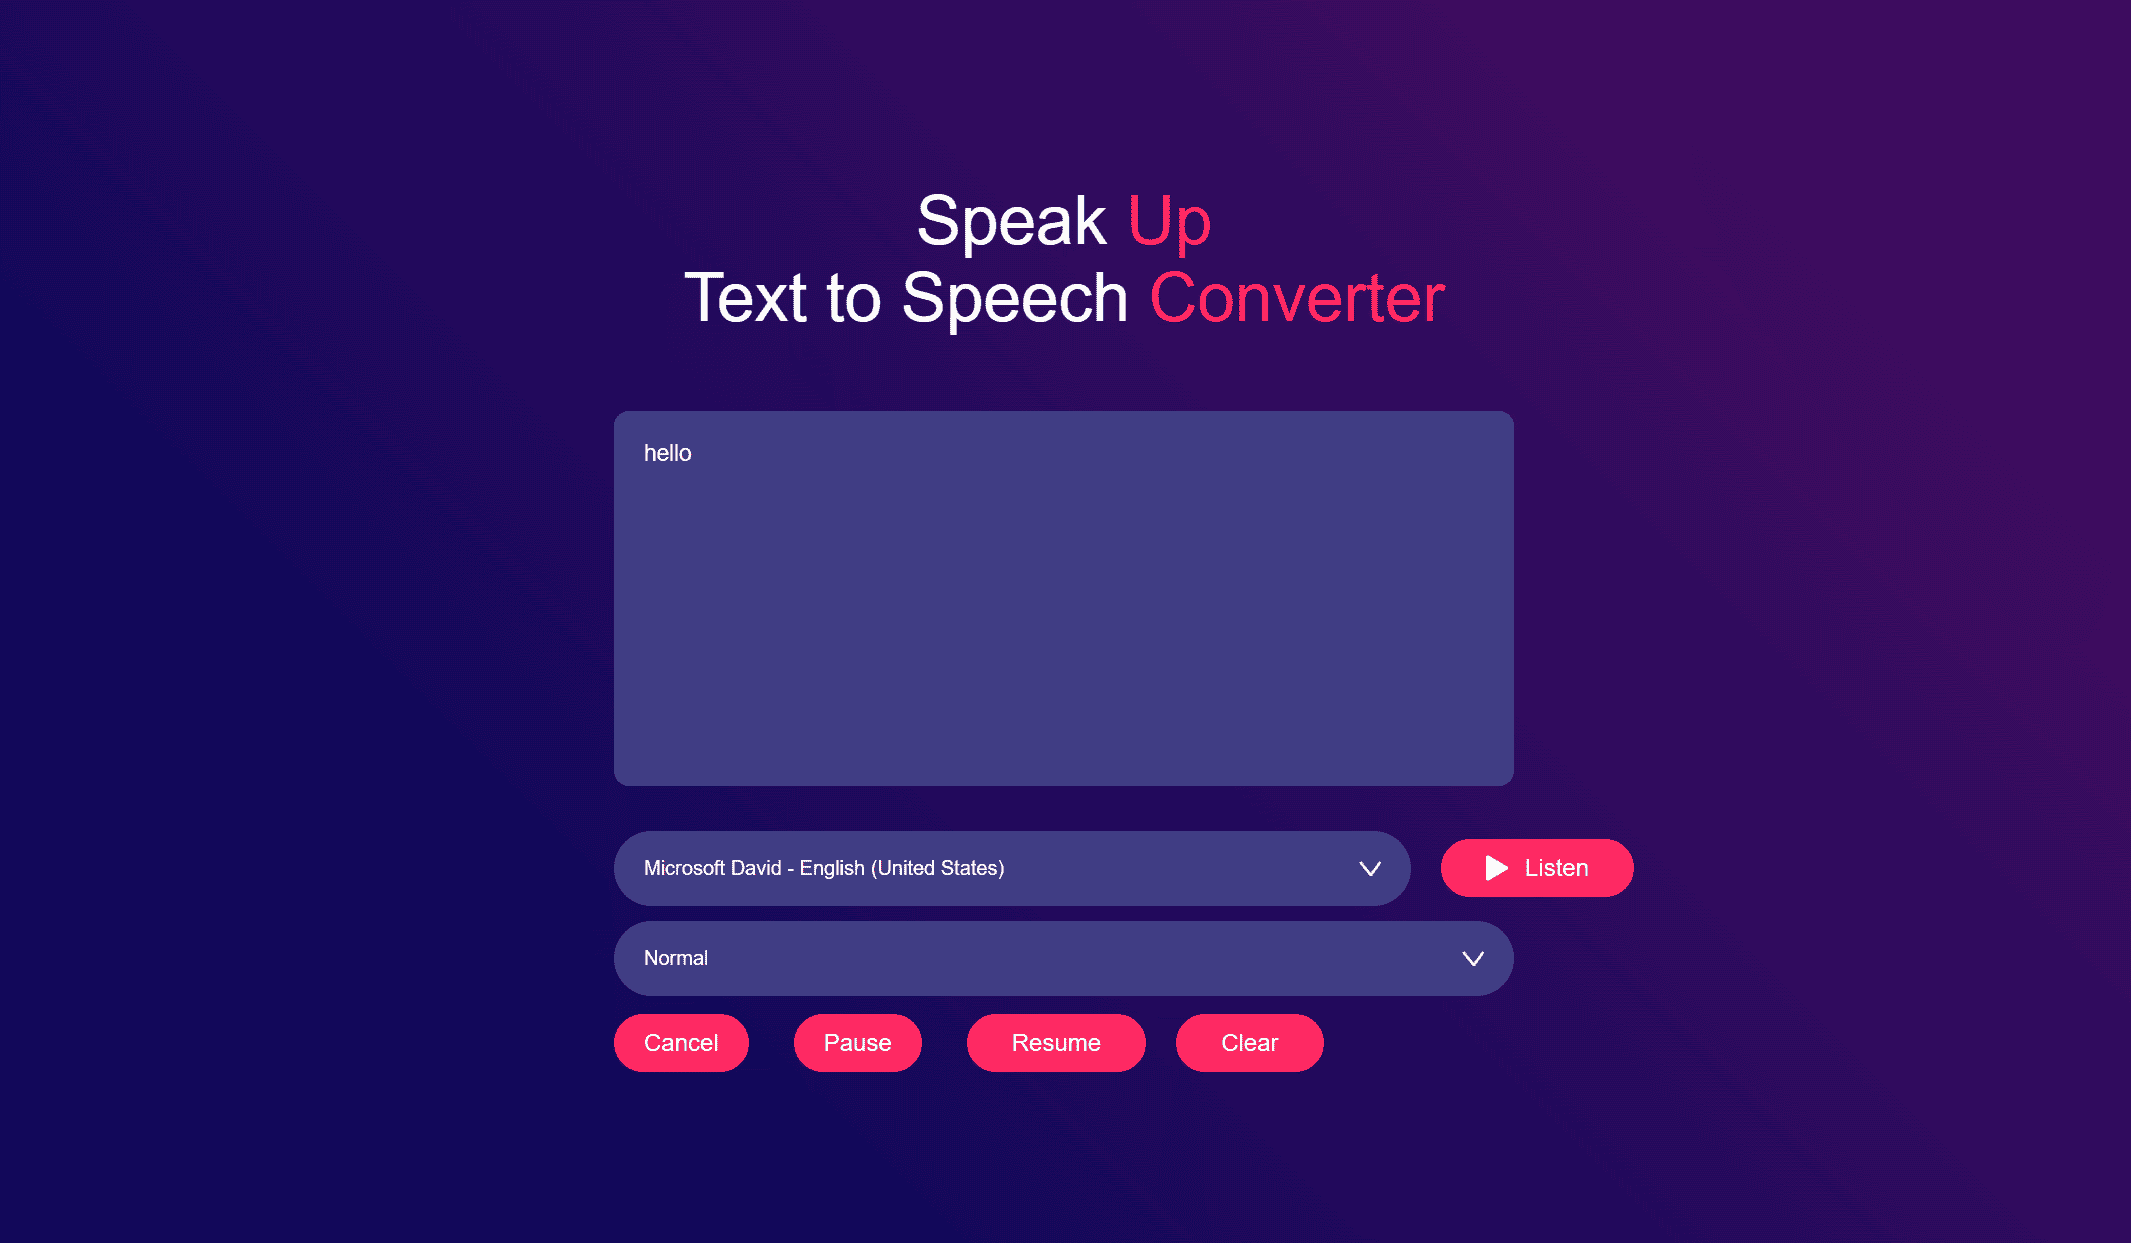 Speak Up
Text to Speech Converter
hello
Microsoft David - English (United States)
Listen
Normal
Cancel
Pause
Resume
Clear